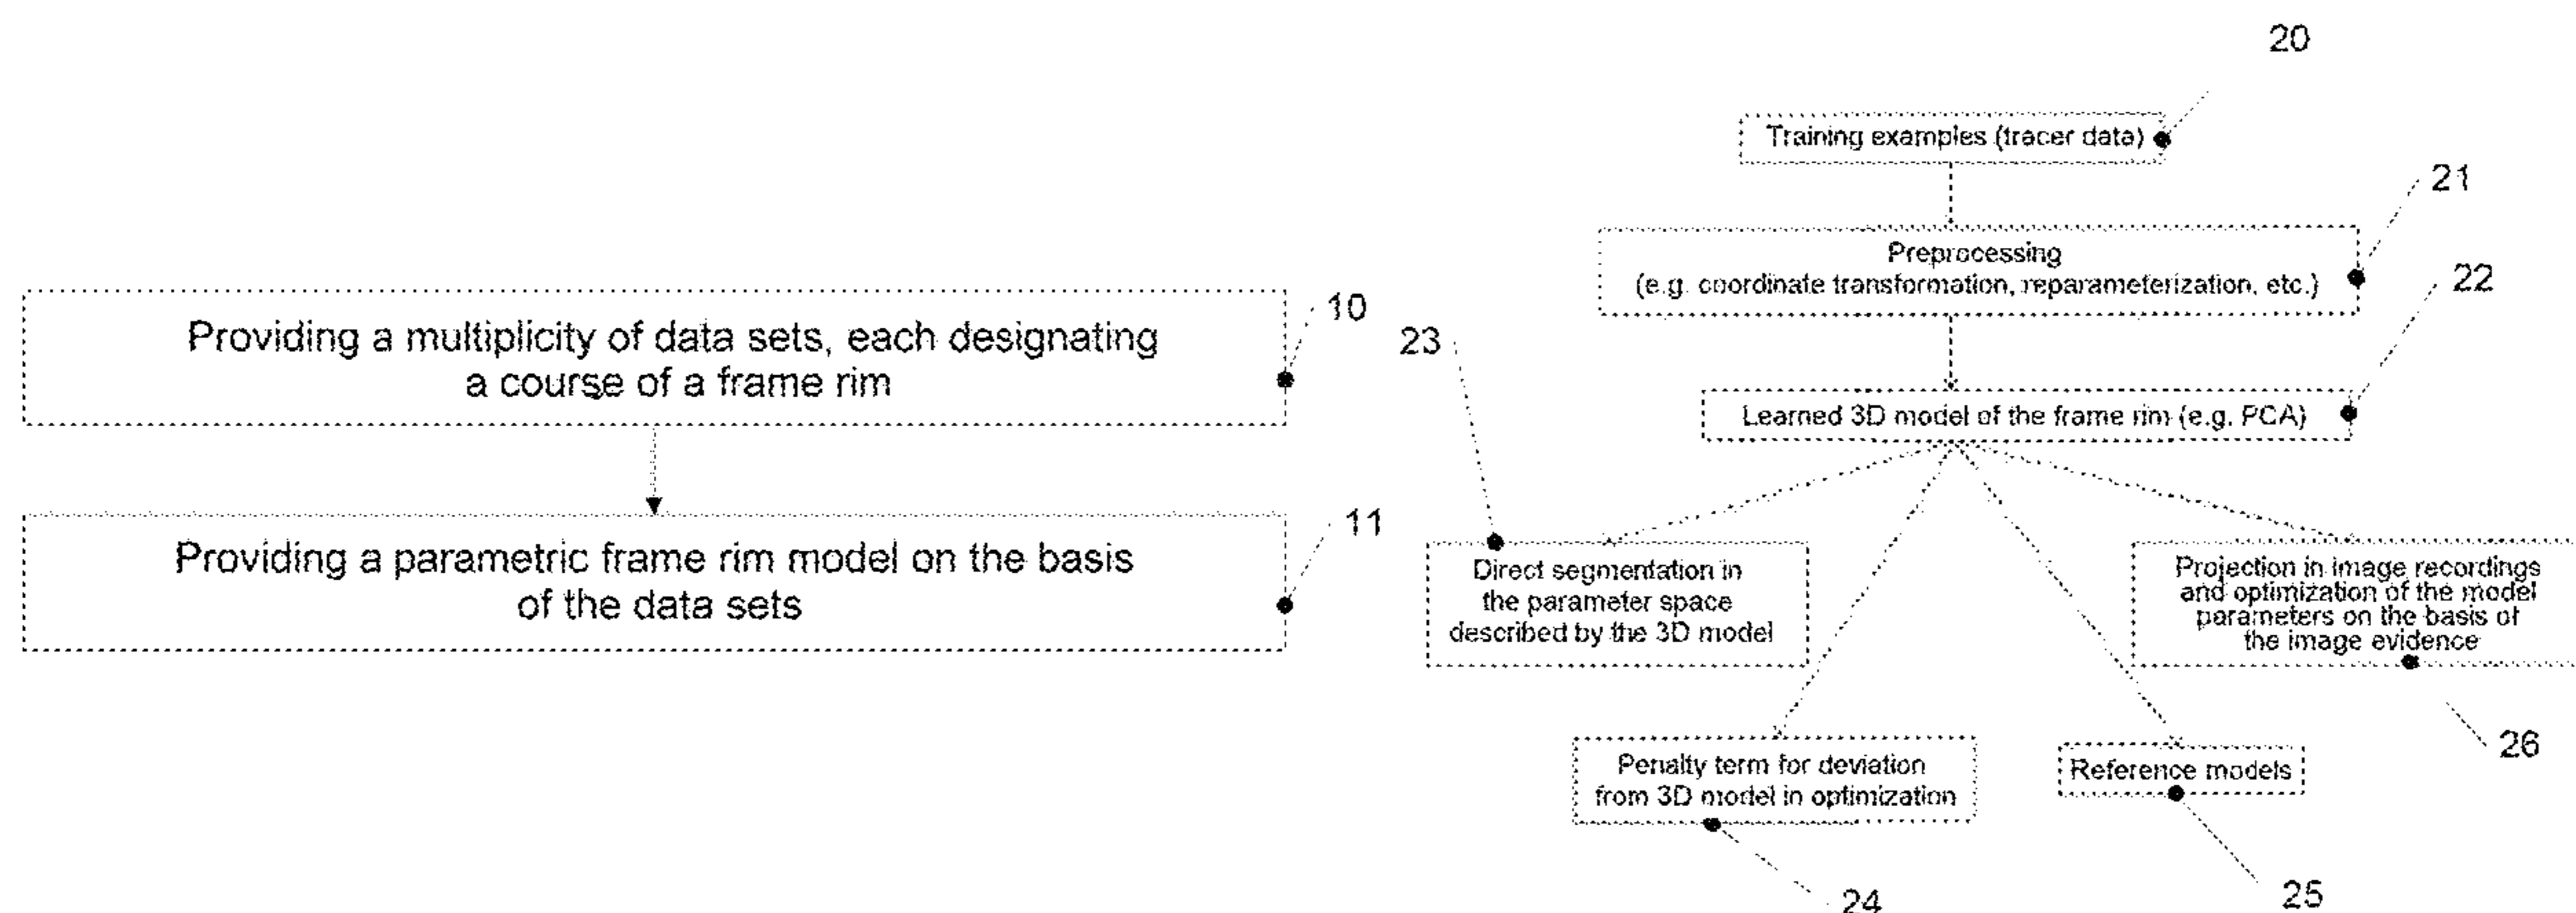 Providing a multiplicity of data sets, each designating
a course of a frame rim
10
Providing a parametric frame rim model on the basis
of the data sets
11
20
Training examples (tracer data)
21
Preprocessing
(e.g. coordinate transformation, reparameterization, etc.)
22
Learned 3D model of the frame rim (e.g. PCA)
23
Direct segmentation in
the parameter space
described by the 3D model
Projection in image recordings
and optimization of the model
parameters on the basis of
the image evidence
26
Penalty term for deviation
from 3D model in optimization
24
Reference models
25